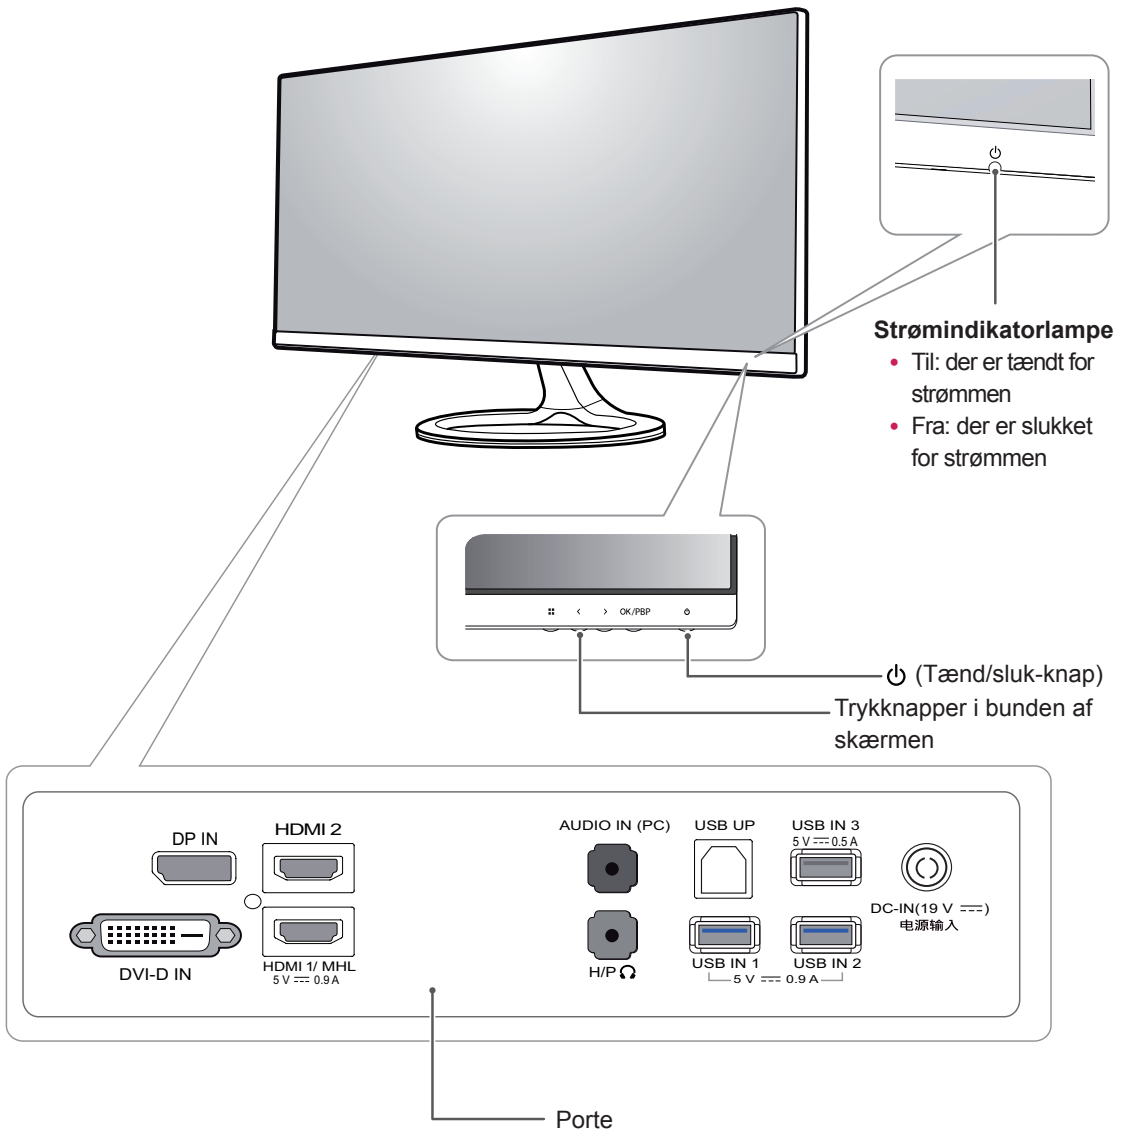 Strømindikatorlampe
• Til: der er tændt for
strømmen
• Fra: der er slukket
for strømmen
OK/PBP
(Tænd/sluk-knap)
Trykknapper i bunden af
skærmen
DP IN
HDMI 2
AUDIO IN (PC)
USB UP
USB IN 3
5 V 0.5 A
DC-IN(19 V )
电源输入
DVI-D IN
HDMI 1/ MHL
5 V 0.9 A
H/P
USB IN 1
USB IN 2
5 V 0.9 A
Porte